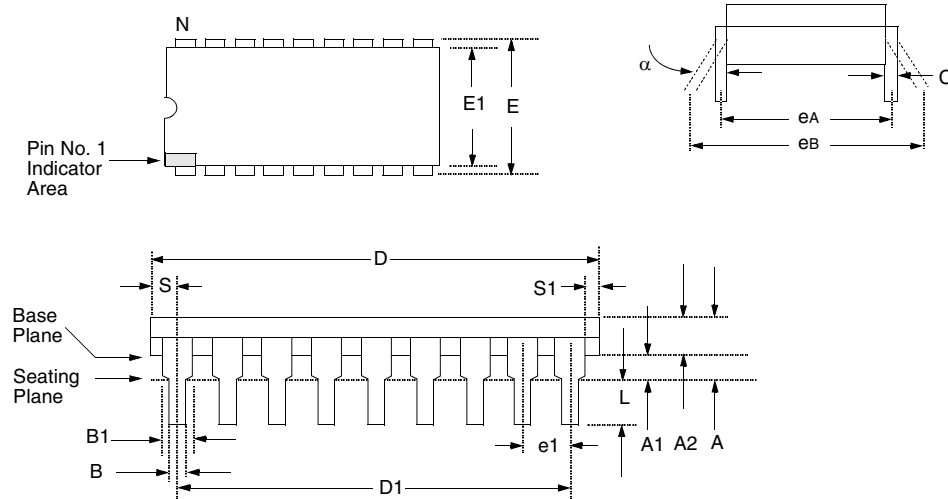 N
E1
E
Pin No. 1
Indicator
Area
α
C
eA
eB
D
S
S1
Base
Plane
Seating
Plane
L
B1
e1
A1
A2
A
B
D1